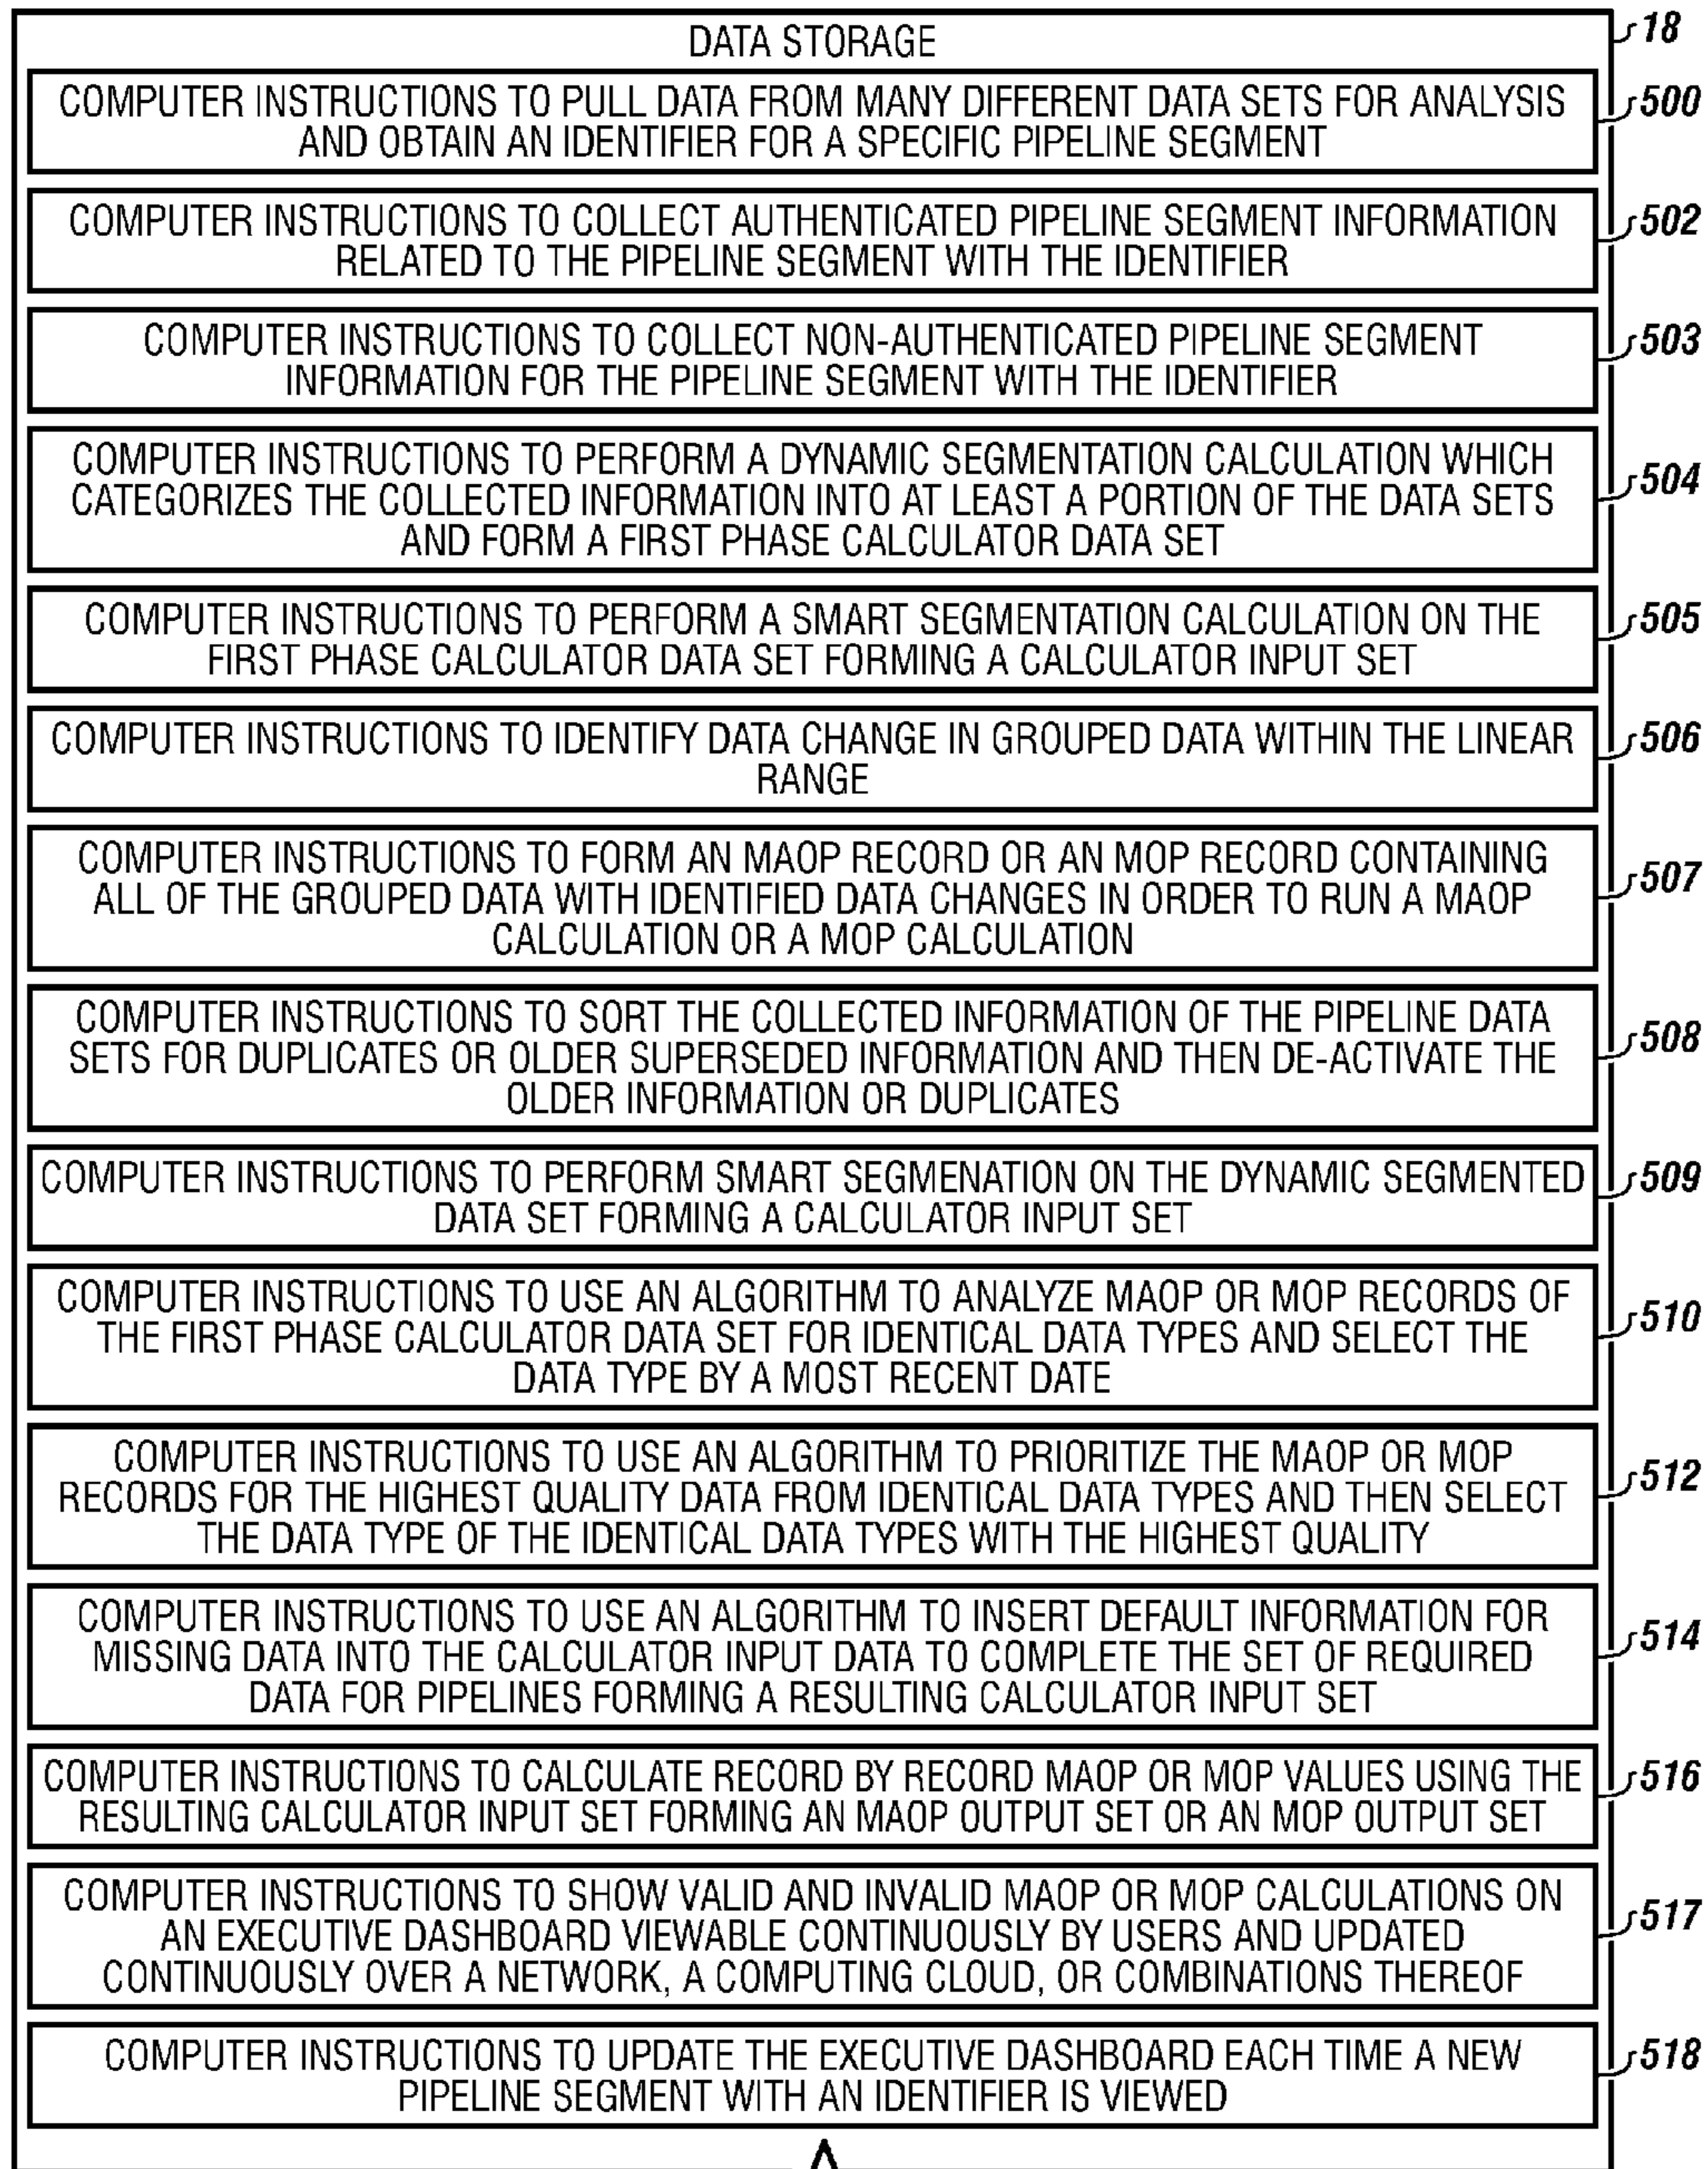 DATA STORAGE
18
COMPUTER INSTRUCTIONS TO PULL DATA FROM MANY DIFFERENT DATA SETS FOR ANALYSIS
AND OBTAIN AN IDENTIFIER FOR A SPECIFIC PIPELINE SEGMENT
500
COMPUTER INSTRUCTIONS TO COLLECT AUTHENTICATED PIPELINE SEGMENT INFORMATION
RELATED TO THE PIPELINE SEGMENT WITH THE IDENTIFIER
502
COMPUTER INSTRUCTIONS TO COLLECT NON-AUTHENTICATED PIPELINE SEGMENT
INFORMATION FOR THE PIPELINE SEGMENT WITH THE IDENTIFIER
503
COMPUTER INSTRUCTIONS TO PERFORM A DYNAMIC SEGMENTATION CALCULATION WHICH
CATEGORIZES THE COLLECTED INFORMATION INTO AT LEAST A PORTION OF THE DATA SETS
AND FORM A FIRST PHASE CALCULATOR DATA SET
504
COMPUTER INSTRUCTIONS TO PERFORM A SMART SEGMENTATION CALCULATION ON THE
FIRST PHASE CALCULATOR DATA SET FORMING A CALCULATOR INPUT SET
505
COMPUTER INSTRUCTIONS TO IDENTIFY DATA CHANGE IN GROUPED DATA WITHIN THE LINEAR
RANGE
506
COMPUTER INSTRUCTIONS TO FORM AN MAOP RECORD OR AN MOP RECORD CONTAINING
ALL OF THE GROUPED DATA WITH IDENTIFIED DATA CHANGES IN ORDER TO RUN A MAOP
CALCULATION OR A MOP CALCULATION
507
COMPUTER INSTRUCTIONS TO SORT THE COLLECTED INFORMATION OF THE PIPELINE DATA
SETS FOR DUPLICATES OR OLDER SUPERSEDED INFORMATION AND THEN DE-ACTIVATE THE
OLDER INFORMATION OR DUPLICATES
508
COMPUTER INSTRUCTIONS TO PERFORM SMART SEGMENATION ON THE DYNAMIC SEGMENTED
DATA SET FORMING A CALCULATOR INPUT SET
509
COMPUTER INSTRUCTIONS TO USE AN ALGORITHM TO ANALYZE MAOP OR MOP RECORDS OF
THE FIRST PHASE CALCULATOR DATA SET FOR IDENTICAL DATA TYPES AND SELECT THE
DATA TYPE BY A MOST RECENT DATE
510
COMPUTER INSTRUCTIONS TO USE AN ALGORITHM TO PRIORITIZE THE MAOP OR MOP
RECORDS FOR THE HIGHEST QUALITY DATA FROM IDENTICAL DATA TYPES AND THEN SELECT
THE DATA TYPE OF THE IDENTICAL DATA TYPES WITH THE HIGHEST QUALITY
512
COMPUTER INSTRUCTIONS TO USE AN ALGORITHM TO INSERT DEFAULT INFORMATION FOR
MISSING DATA INTO THE CALCULATOR INPUT DATA TO COMPLETE THE SET OF REQUIRED
DATA FOR PIPELINES FORMING A RESULTING CALCULATOR INPUT SET
514
COMPUTER INSTRUCTIONS TO CALCULATE RECORD BY RECORD MAOP OR MOP VALUES USING THE
RESULTING CALCULATOR INPUT SET FORMING AN MAOP OUTPUT SET OR AN MOP OUTPUT SET
516
COMPUTER INSTRUCTIONS TO SHOW VALID AND INVALID MAOP OR MOP CALCULATIONS ON
AN EXECUTIVE DASHBOARD VIEWABLE CONTINUOUSLY BY USERS AND UPDATED
CONTINUOUSLY OVER A NETWORK, A COMPUTING CLOUD, OR COMBINATIONS THEREOF
517
COMPUTER INSTRUCTIONS TO UPDATE THE EXECUTIVE DASHBOARD EACH TIME A NEW
PIPELINE SEGMENT WITH AN IDENTIFIER IS VIEWED
518